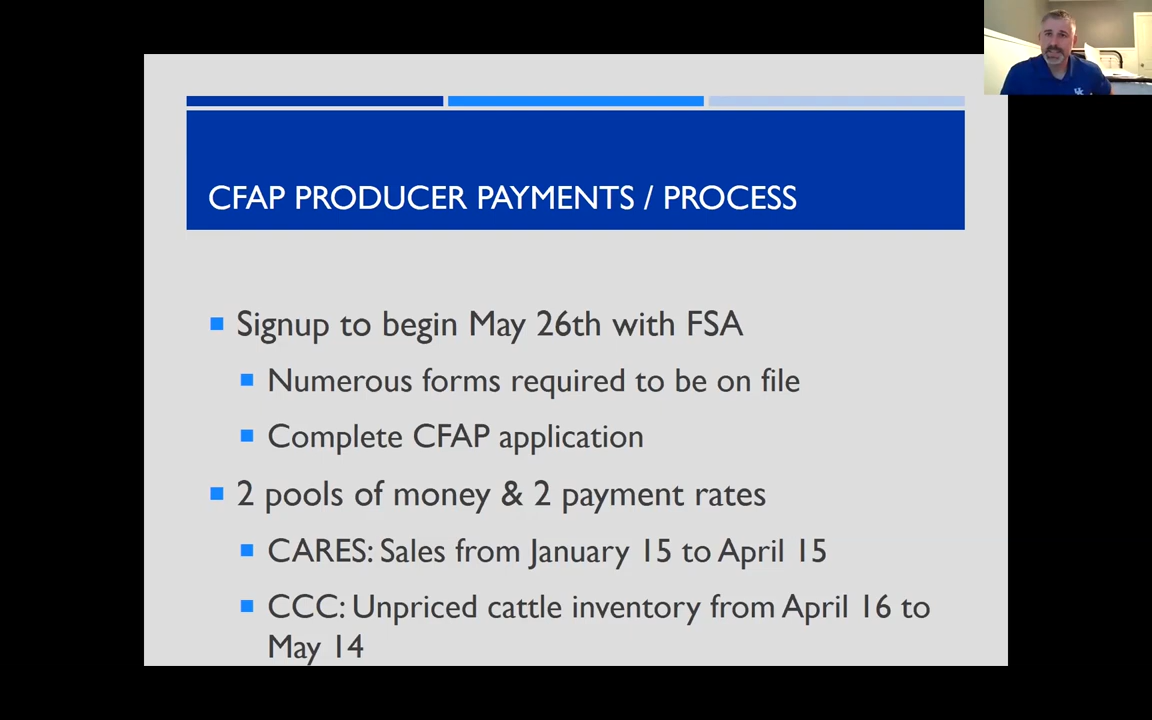 CFAP PRODUCER PAYMENTS / PROCESS
Signup to begin May 26th with FSA
Numerous forms required to be on file
Complete CFAP application
2 pools of money & 2 payment rates
CARES: Sales from January 15 to April 15
CCC: Unpriced cattle inventory from April 16 to
May 14
UK